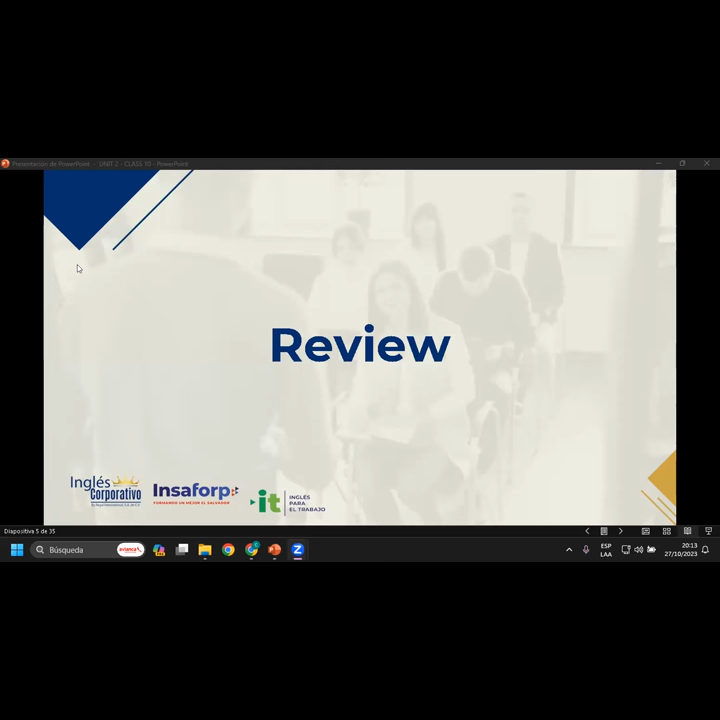 Presentación de PowerPoint - UNIT 2 - CLASS 10 - PowerPoint
Review
Inglés
Corporativo
Insaforp
FORMANDO UN MEJOR EL SALVADOR
it
INGLÉS
PARA
EL TRABAJO
Diapositiva 5 de 35
Búsqueda
avianca
ESP
LAA
20:13
27/10/2023